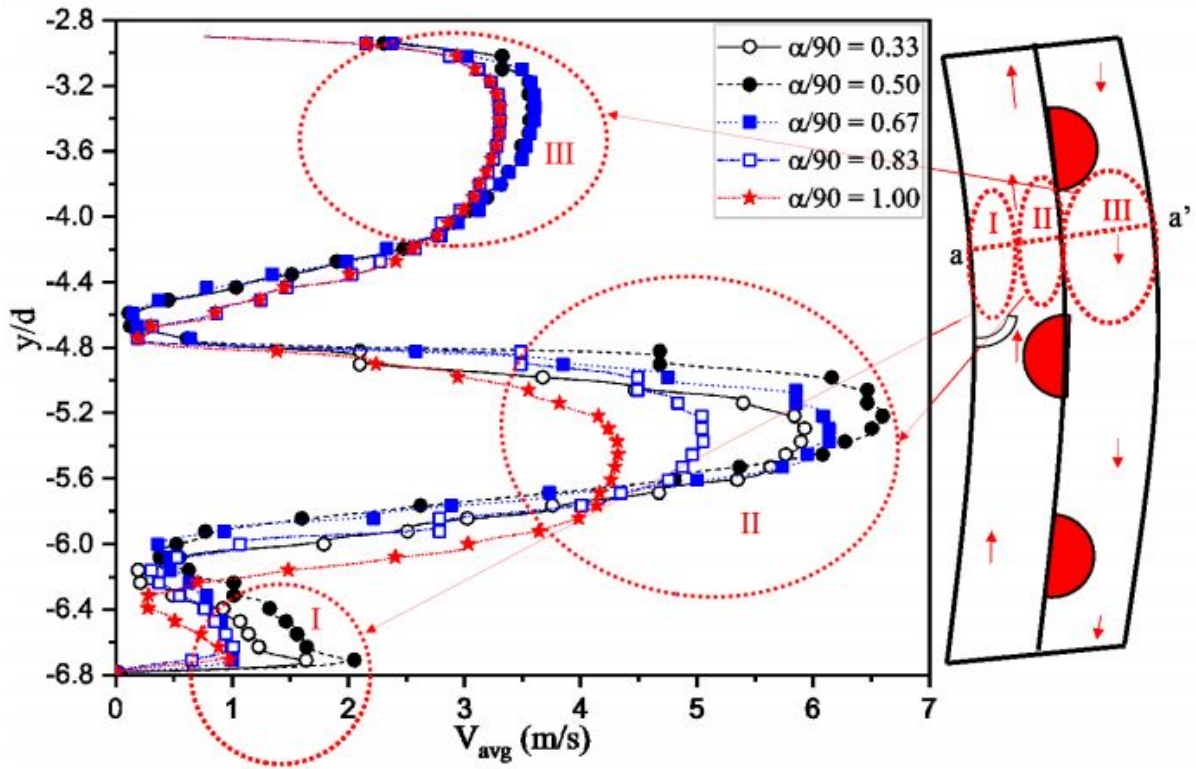 -2.8
-3.2
-3.6
-4.0
-4.4
-4.8
-5.2
-5.6
-6.0
-6.4
-6.8
y/d
0 1 2 3 4 5 6 7
V_avg (m/s)
α/90 = 0.33
α/90 = 0.50
α/90 = 0.67
α/90 = 0.83
α/90 = 1.00
III
II
I
I II III
a a'